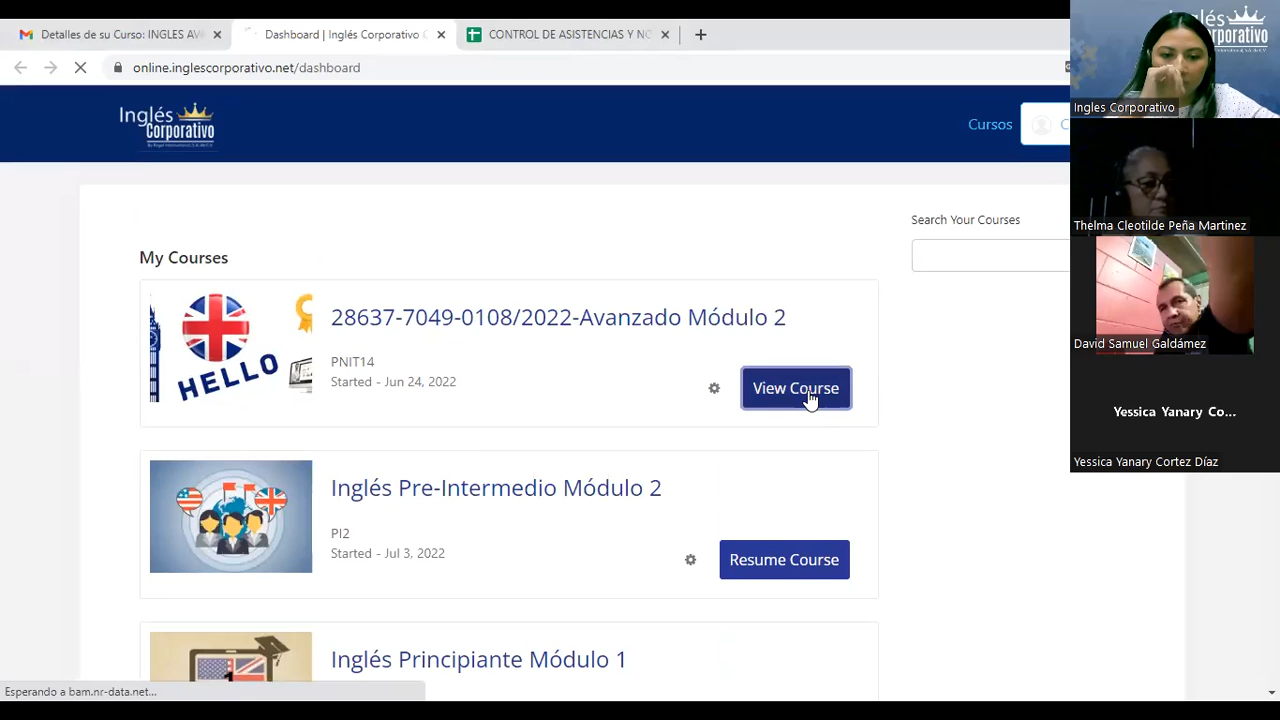 Detalles de su Curso: INGLES AV
Dashboard | Inglés Corporativo C
CONTROL DE ASISTENCIAS Y NO
online.inglescorporativo.net/dashboard
Inglés
Corporativo
Cursos
C
Search Your Courses
My Courses
28637-7049-0108/2022-Avanzado Módulo 2
PNIT14
Started - Jun 24, 2022
View Course
HELLO
Inglés Pre-Intermedio Módulo 2
PI2
Started - Jul 3, 2022
Resume Course
Inglés Principiante Módulo 1
1
Esperando a bam.nr-data.net...
Inglés
Corporativo
Ingles Corporativo
Thelma Cleotilde Peña Martinez
David Samuel Galdámez
Yessica Yanary Co...
Yessica Yanary Cortez Díaz